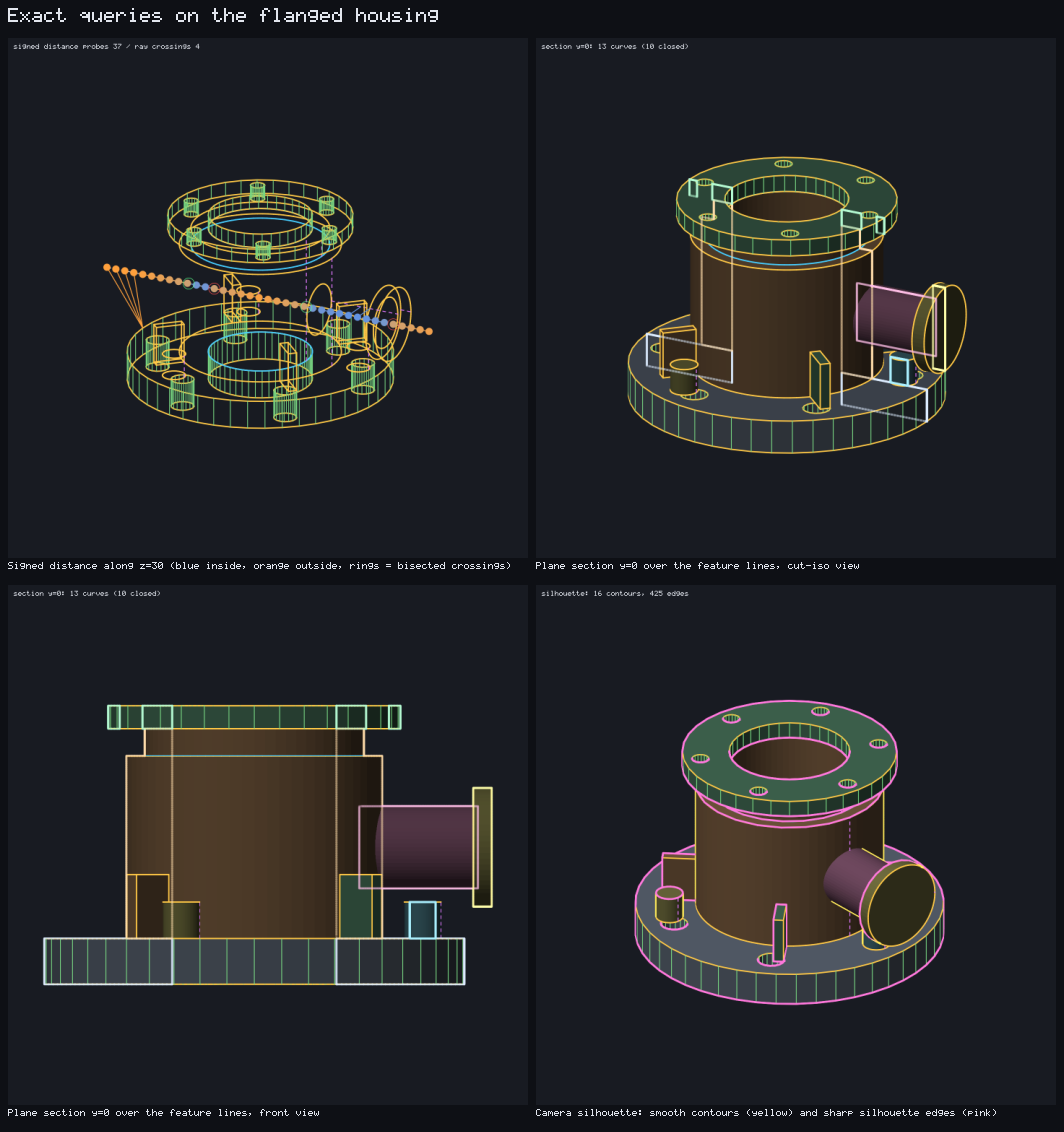 Exact queries on the flanged housing
signed distance probes 37 / ray crossings 4
section y=0: 13 curves (10 closed)
Signed distance along z=30 (blue inside, orange outside, rings = bisected crossings)
Plane section y=0 over the feature lines, cut-iso view
section y=0: 13 curves (10 closed)
silhouette: 16 contours, 425 edges
Plane section y=0 over the feature lines, front view
Camera silhouette: smooth contours (yellow) and sharp silhouette edges (pink)